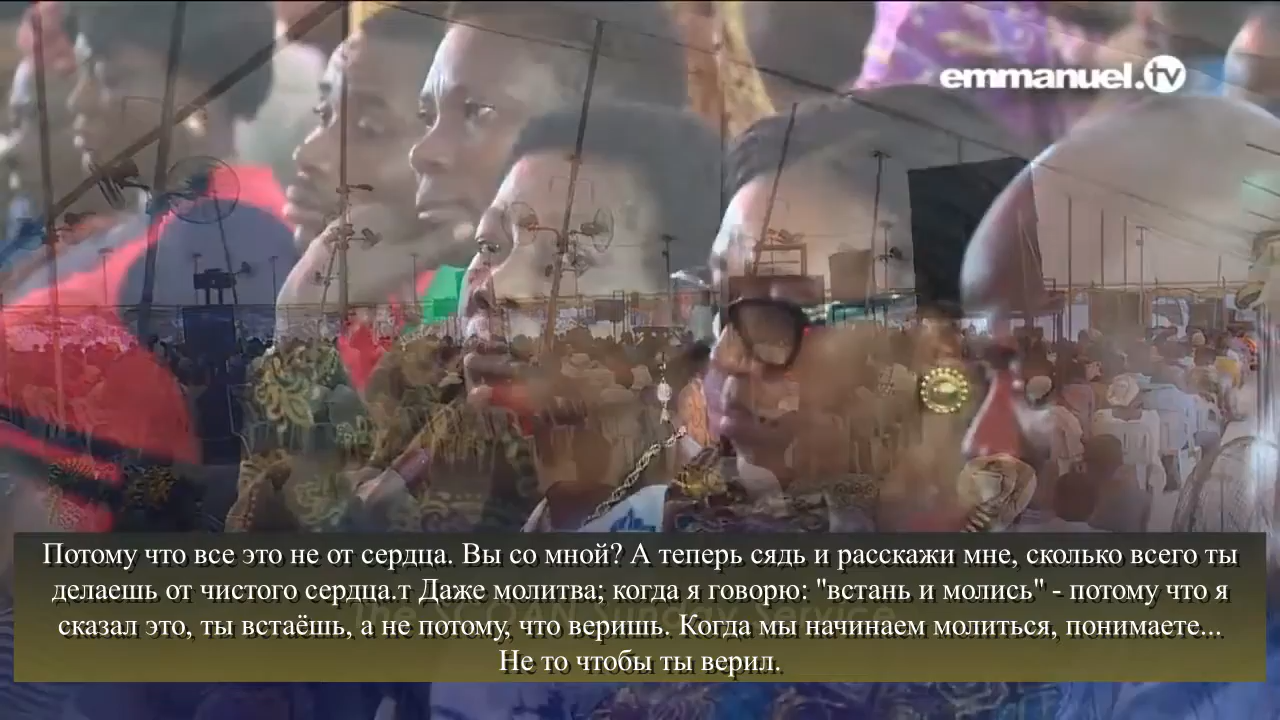 emmanuel.tv
Потому что все это не от сердца. Вы со мной? А теперь сядь и расскажи мне, сколько всего ты
делаешь от чистого сердца.т Даже молитва; когда я говорю: "встань и молись" - потому что я
сказал это, ты встаёшь, а не потому, что веришь. Когда мы начинаем молиться, понимаете...
Не то чтобы ты верил.